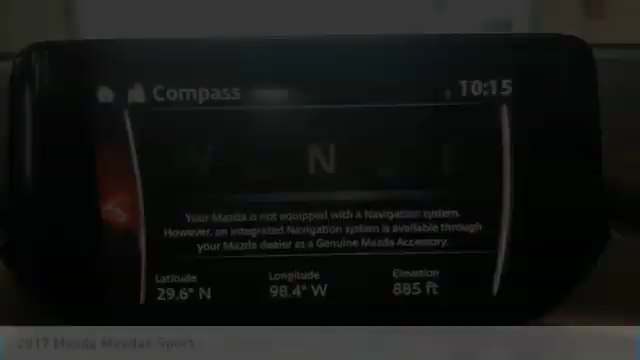 Compass
10:15
N
Your Mazda is not equipped with a Navigation system.
However, an integrated Navigation system is available through
your Mazda dealer as a Genuine Mazda Accessory.
Latitude Longitude Elevation
29.6° N 98.4° W 885 ft
2017 Mazda Mazda6 Sport